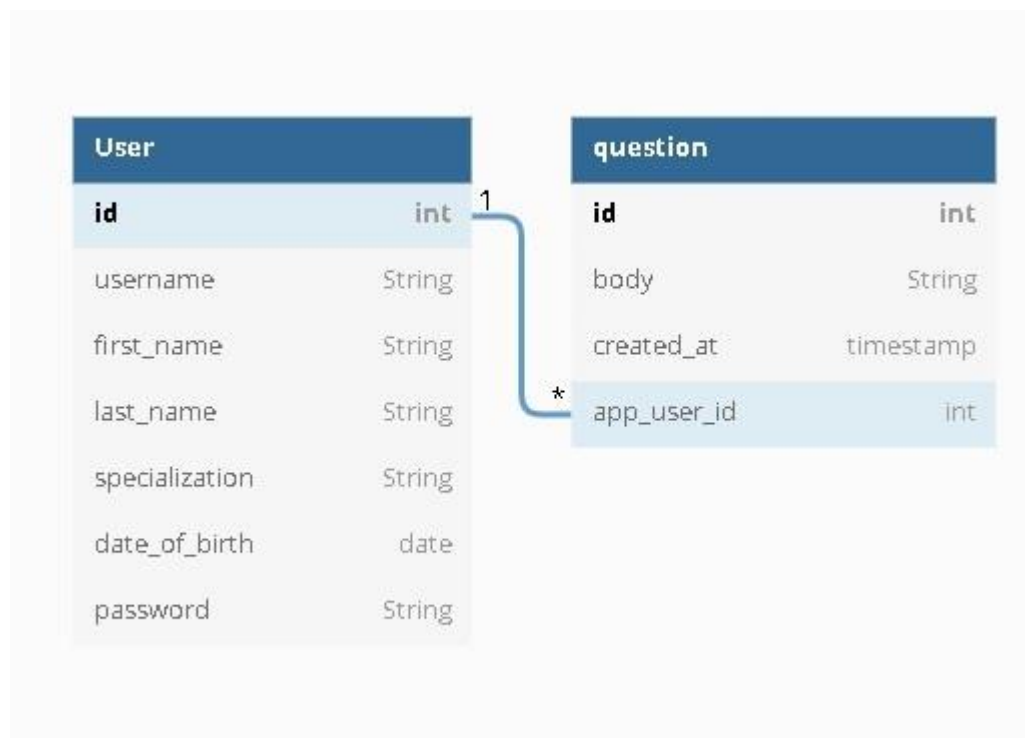 User
id int
username String
first_name String
last_name String
specialization String
date_of_birth date
password String
1
*
question
id int
body String
created_at timestamp
app_user_id int